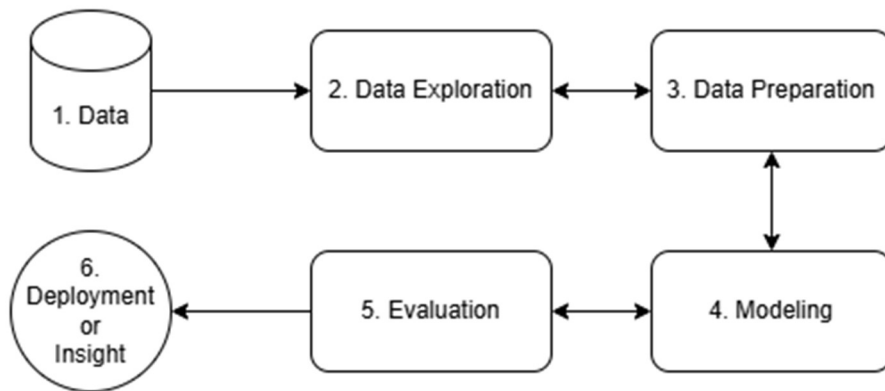 1. Data
2. Data Exploration
3. Data Preparation
6.
Deployment
or
Insight
5. Evaluation
4. Modeling